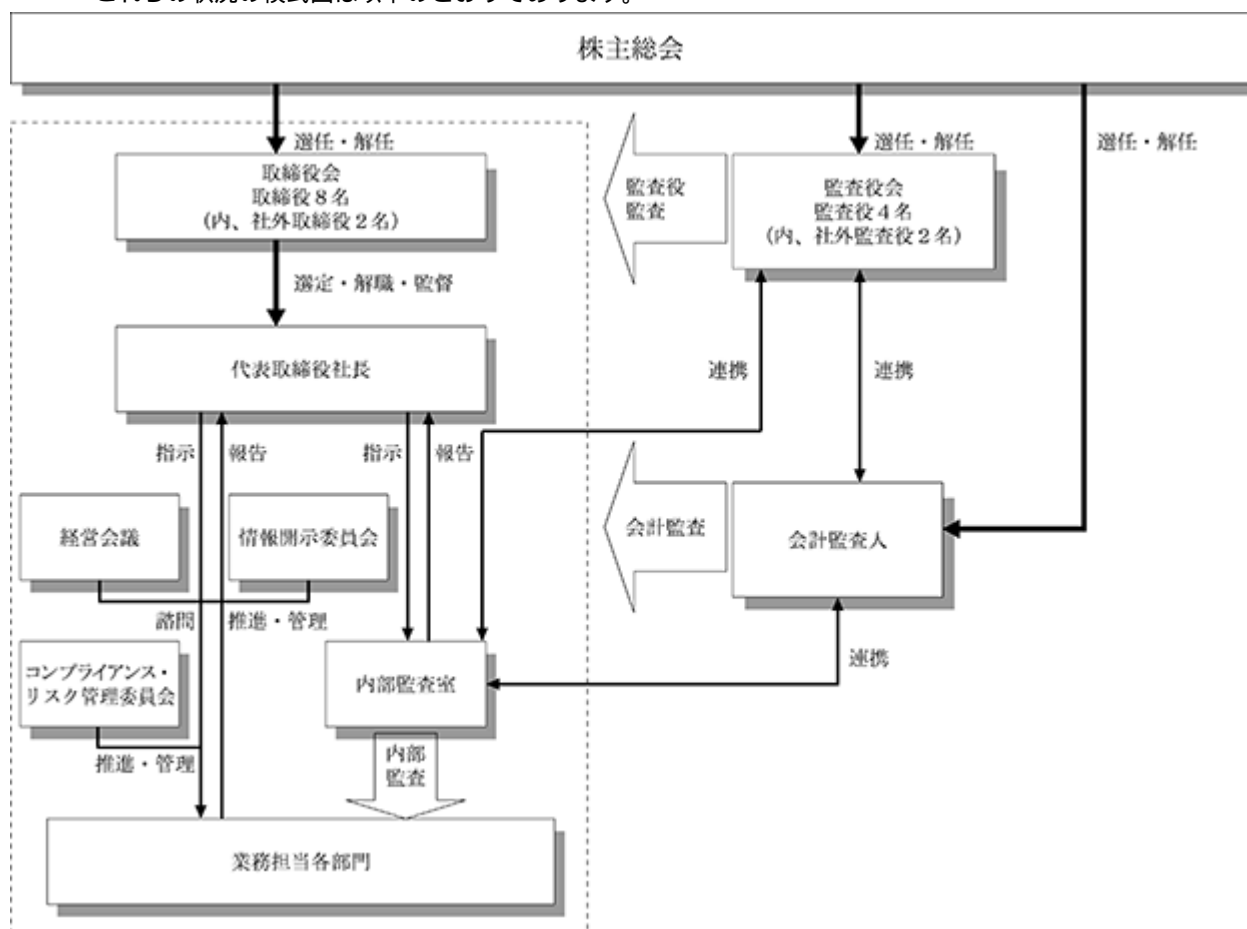 株主総会
選任・解任
選任・解任
選任・解任
取締役会
取締役8名
(内、社外取締役2名)
監査役
監査
監査役会
監査役4名
(内、社外監査役2名)
選定・解職・監督
代表取締役社長
連携
連携
指示
報告
指示
報告
経営会議
情報開示委員会
会計監査
会計監査人
諮問
推進・管理
コンプライアンス・
リスク管理委員会
内部監査室
連携
推進・管理
内部
監査
業務担当各部門